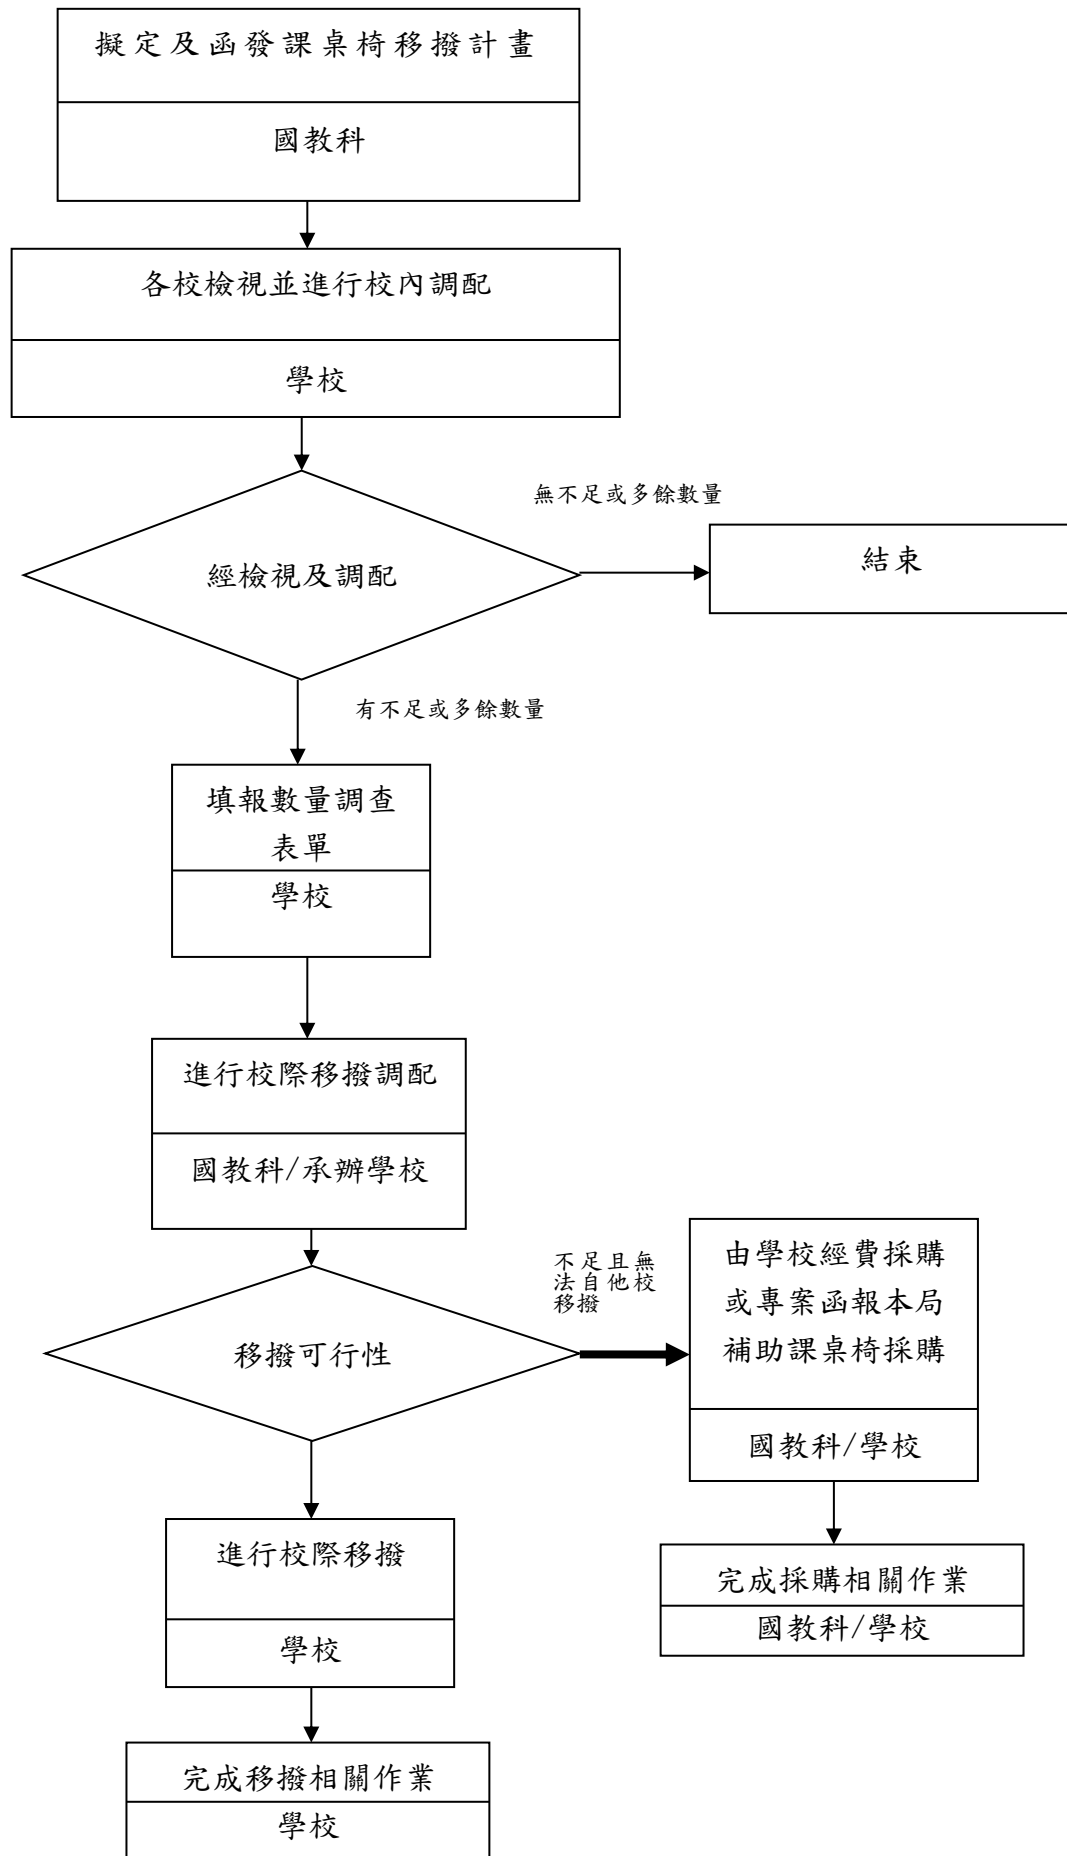 擬定及函發課桌椅移撥計畫
國教科
各校檢視並進行校內調配
學校
無不足或多餘數量
經檢視及調配
結束
有不足或多餘數量
填報數量調查
表單
學校
進行校際移撥調配
國教科/承辦學校
不足且無
法自他校
移撥
移撥可行性
由學校經費採購
或專案函報本局
補助課桌椅採購
國教科/學校
進行校際移撥
學校
完成採購相關作業
國教科/學校
完成移撥相關作業
學校